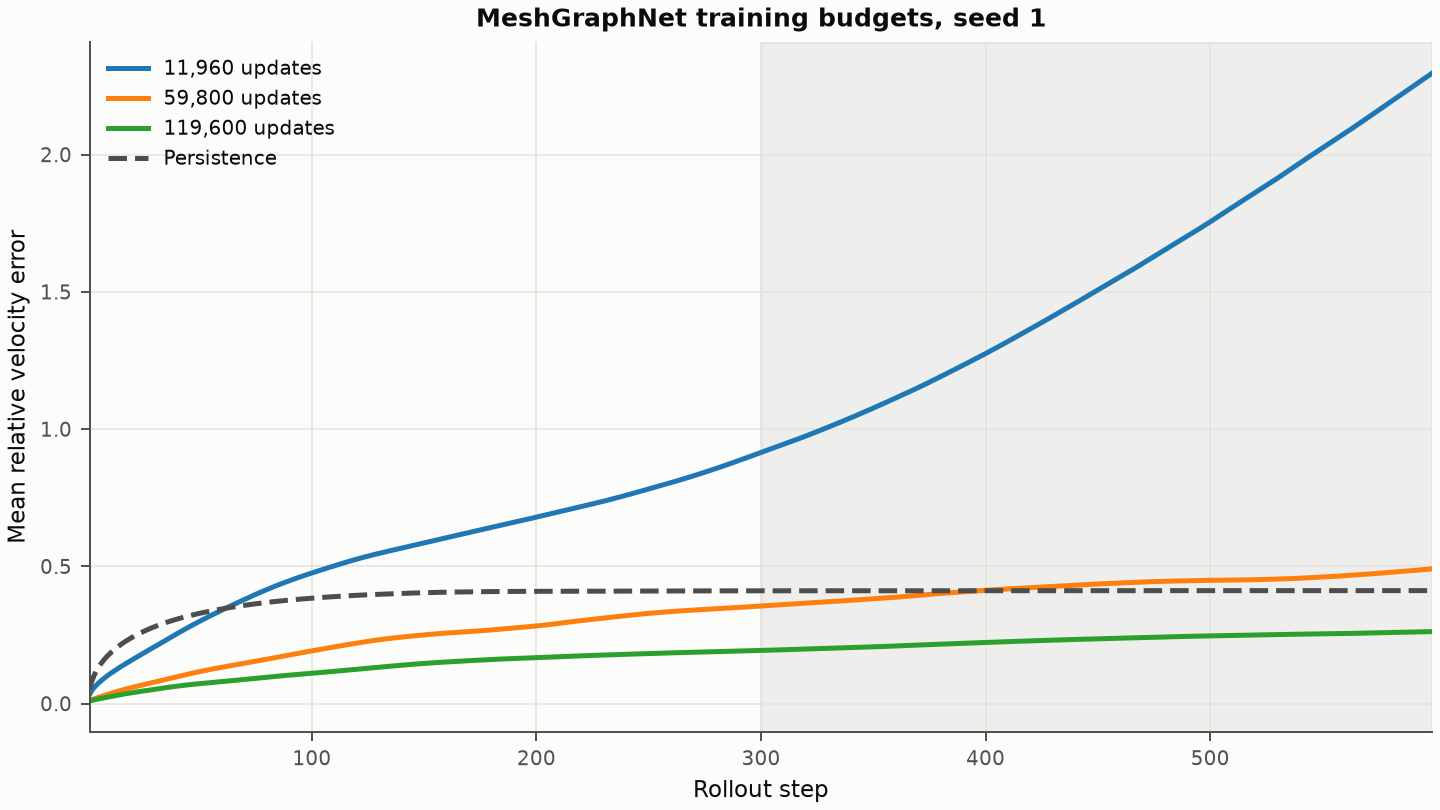 MeshGraphNet training budgets, seed 1
11,960 updates
59,800 updates
119,600 updates
Persistence
Mean relative velocity error
2.0
1.5
1.0
0.5
0.0
100 200 300 400 500
Rollout step